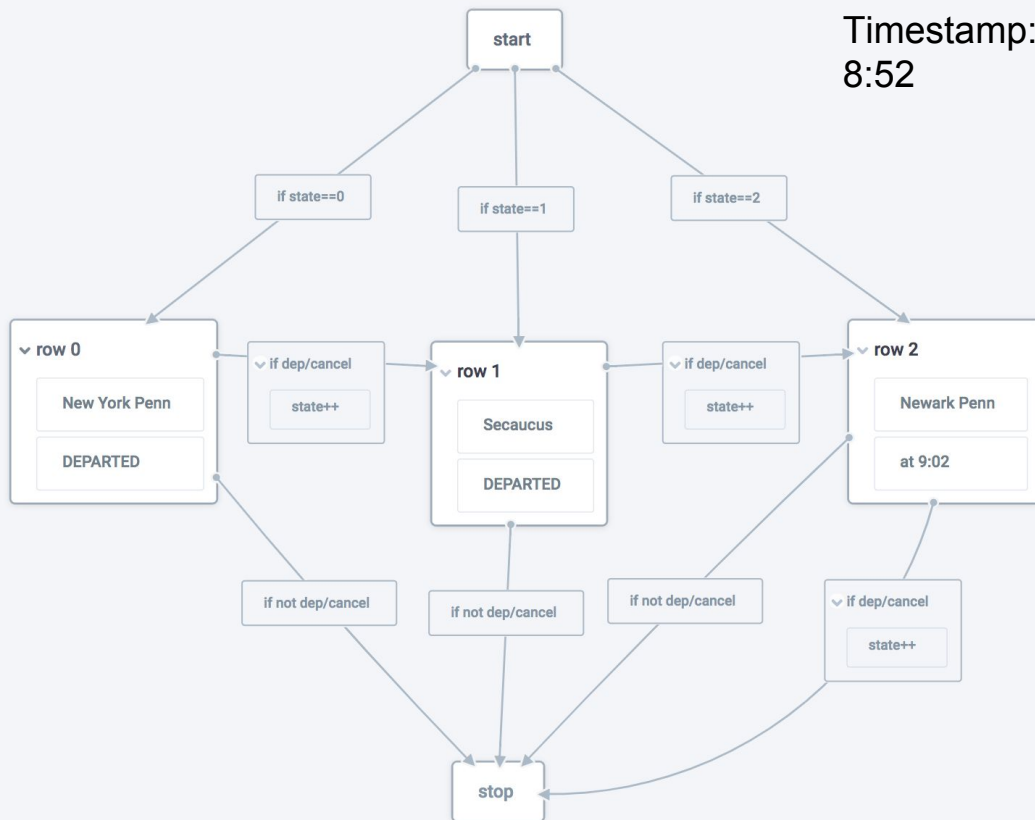 start
Timestamp:
8:52
if state==0
if state==1
if state==2
row 0
New York Penn
DEPARTED
if dep/cancel
state++
row 1
Secaucus
DEPARTED
if dep/cancel
state++
row 2
Newark Penn
at 9:02
if not dep/cancel
if not dep/cancel
if not dep/cancel
if dep/cancel
state++
stop